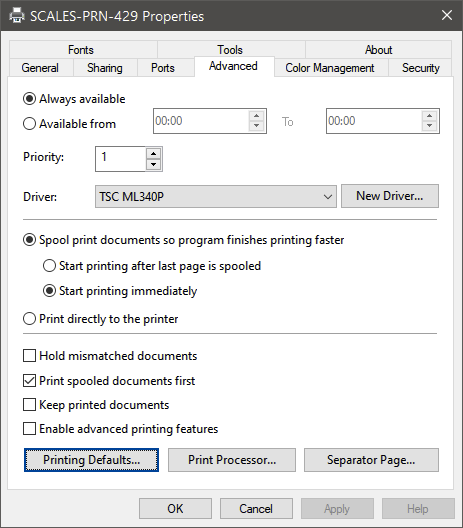 SCALES-PRN-429 Properties
Fonts Tools About
General Sharing Ports Advanced Color Management Security
Always available
Available from 00:00 To 00:00
Priority: 1
Driver: TSC ML340P New Driver...
Spool print documents so program finishes printing faster
Start printing after last page is spooled
Start printing immediately
Print directly to the printer
Hold mismatched documents
Print spooled documents first
Keep printed documents
Enable advanced printing features
Printing Defaults... Print Processor... Separator Page...
OK Cancel Apply Help